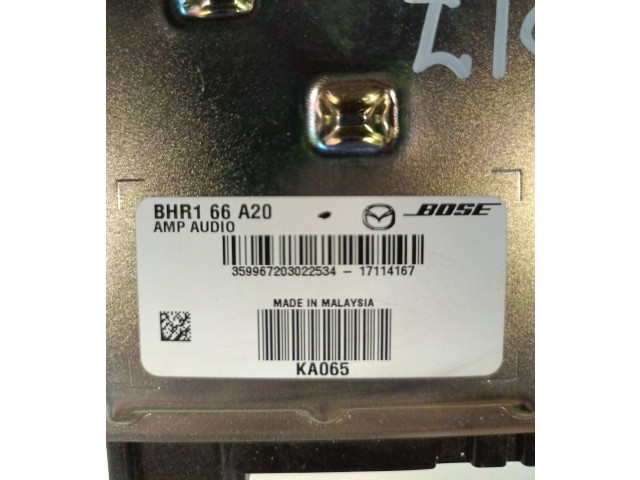 BHR1 66 A20
AMP AUDIO
BOSE
359967203022534 - 17114167
MADE IN MALAYSIA
KA065